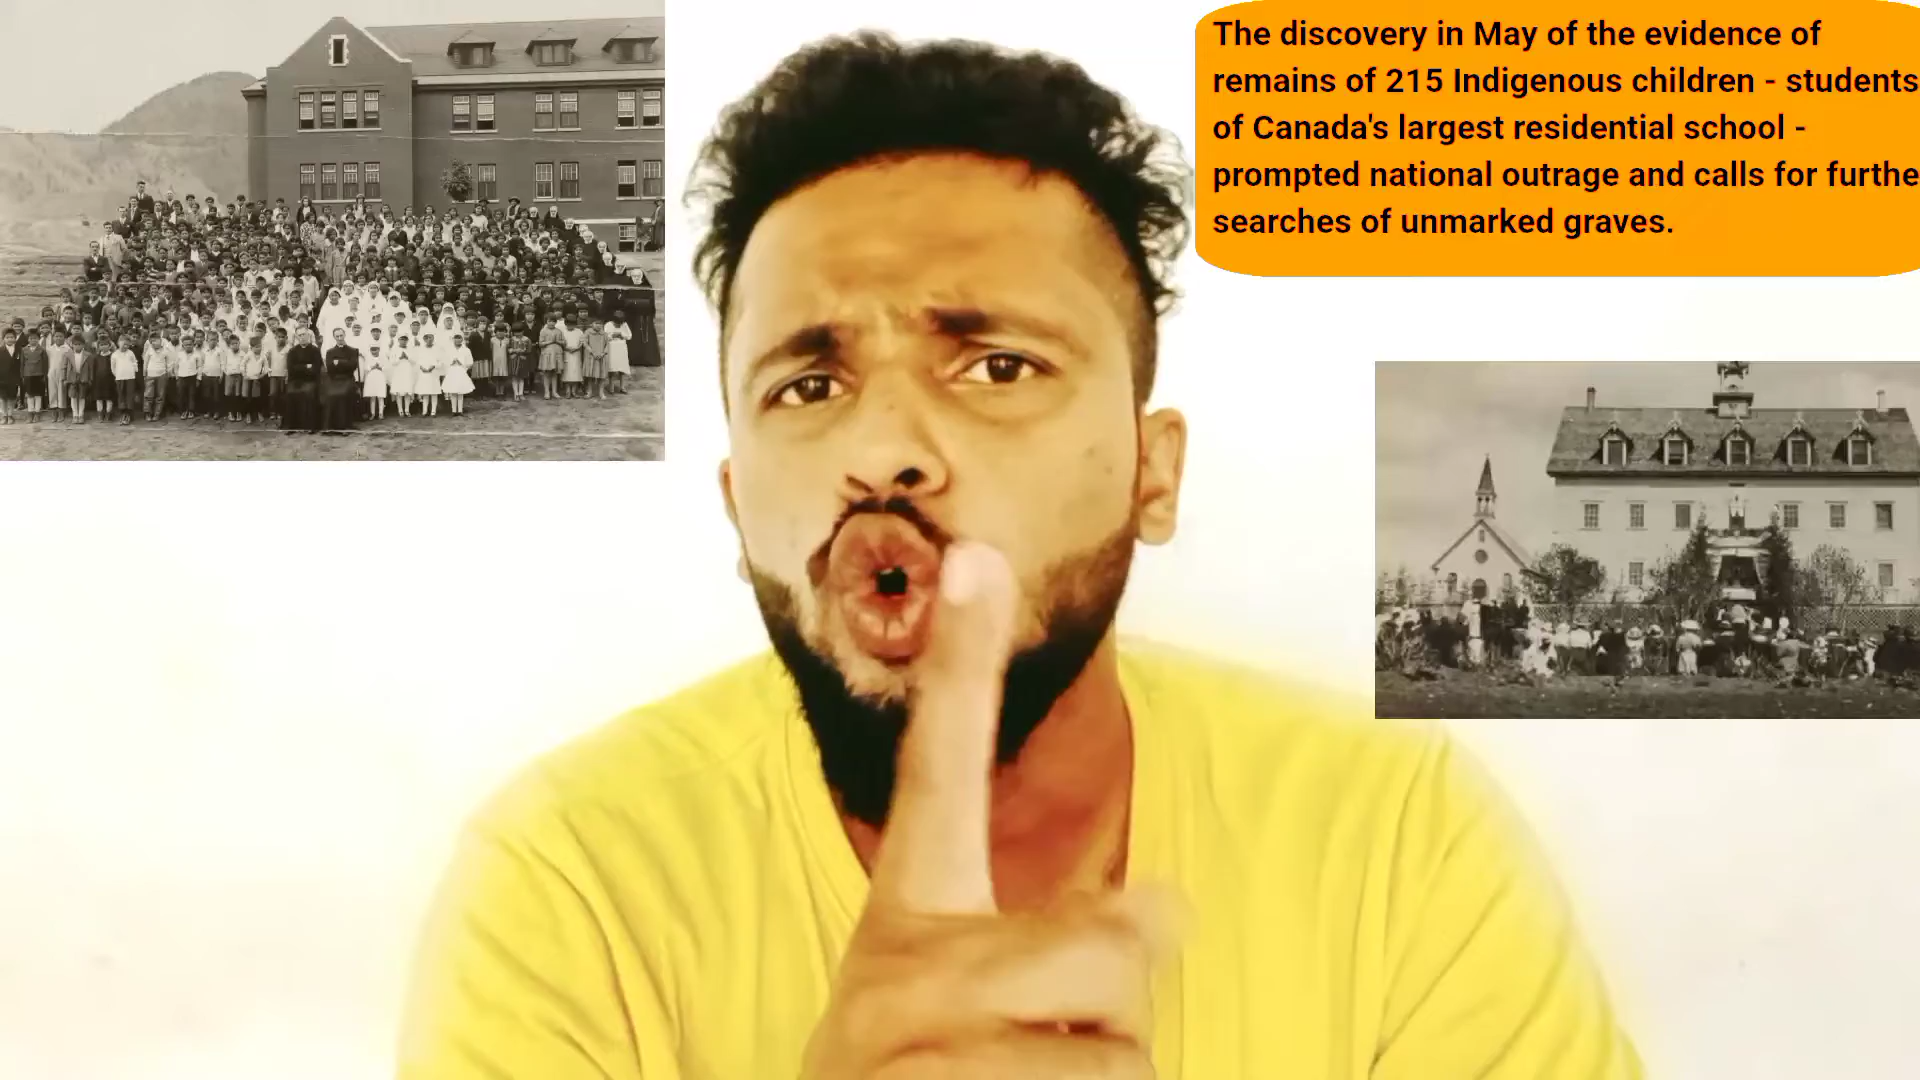 The discovery in May of the evidence of
remains of 215 Indigenous children - students
of Canada's largest residential school -
prompted national outrage and calls for furthe
searches of unmarked graves.